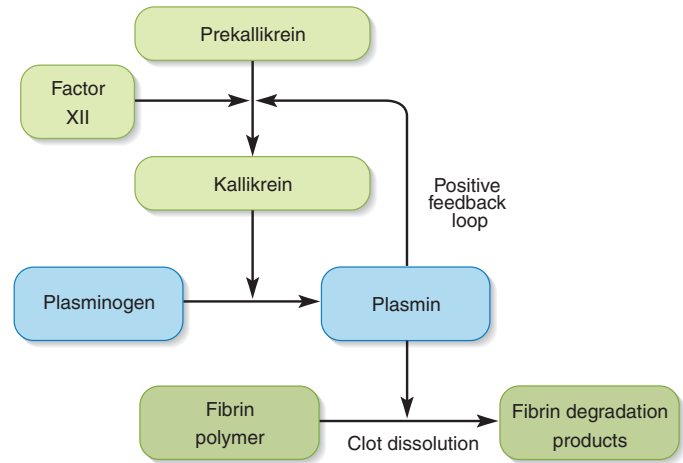 Prekallikrein
Factor
XII
Kallikrein
Positive
feedback
loop
Plasminogen
Plasmin
Fibrin
polymer
Clot dissolution
Fibrin degradation
products